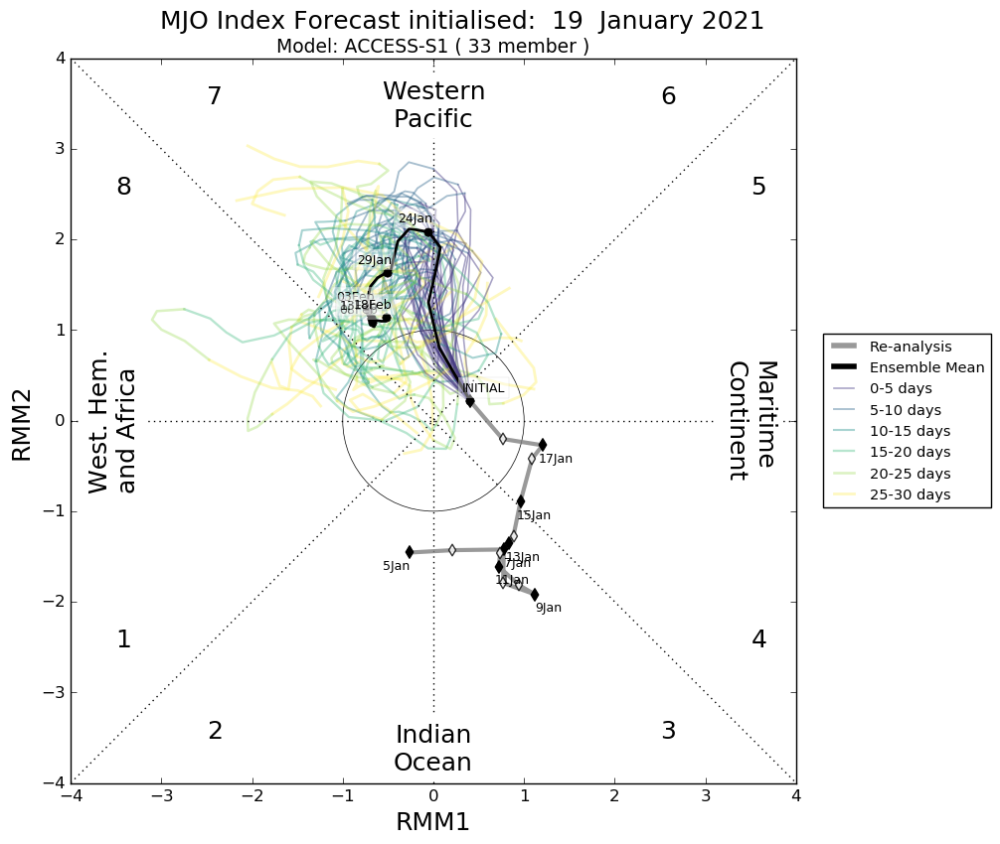 MJO Index Forecast initialised:  19  January 2021
Model: ACCESS-S1 ( 33 member )
4
3
2
1
0
−1
−2
−3
−4
RMM2
7
Western
Pacific
6
8
5
24Jan
29Jan
03Feb
18Feb
INITIAL
West. Hem.
and Africa
Maritime
Continent
17Jan
15Jan
13Jan
5Jan
7Jan
11Jan
9Jan
1
4
2
Indian
Ocean
3
−4
−3
−2
−1
0
1
2
3
4
RMM1
Re-analysis
Ensemble Mean
0-5 days
5-10 days
10-15 days
15-20 days
20-25 days
25-30 days